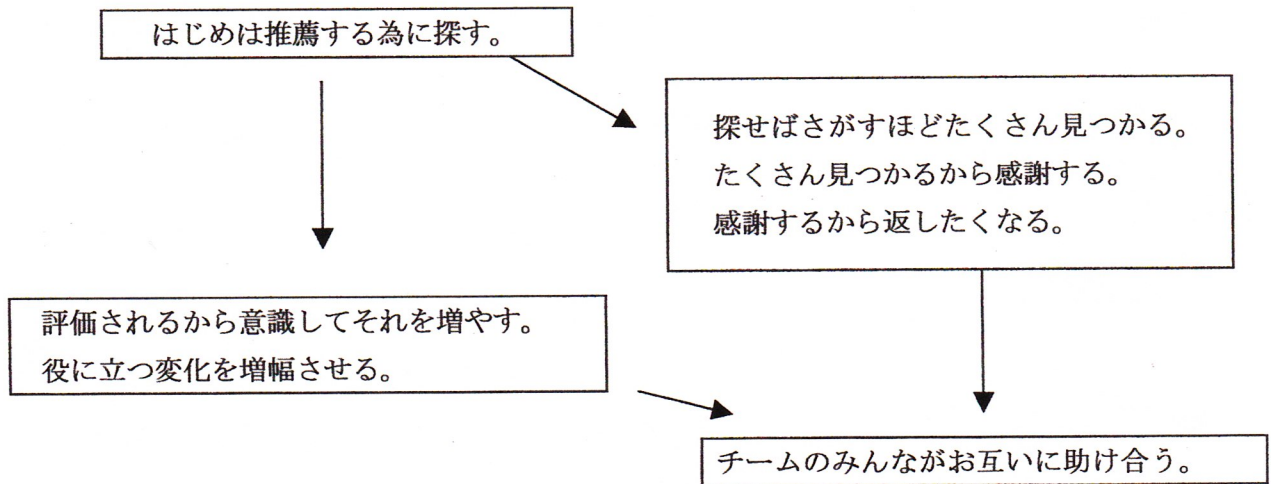 はじめは推薦する為に探す。
探せばさがすほどたくさん見つかる。
たくさん見つかるから感謝する。
感謝するから返したくなる。
評価されるから意識してそれを増やす。
役に立つ変化を増幅させる。
チームのみんながお互いに助け合う。